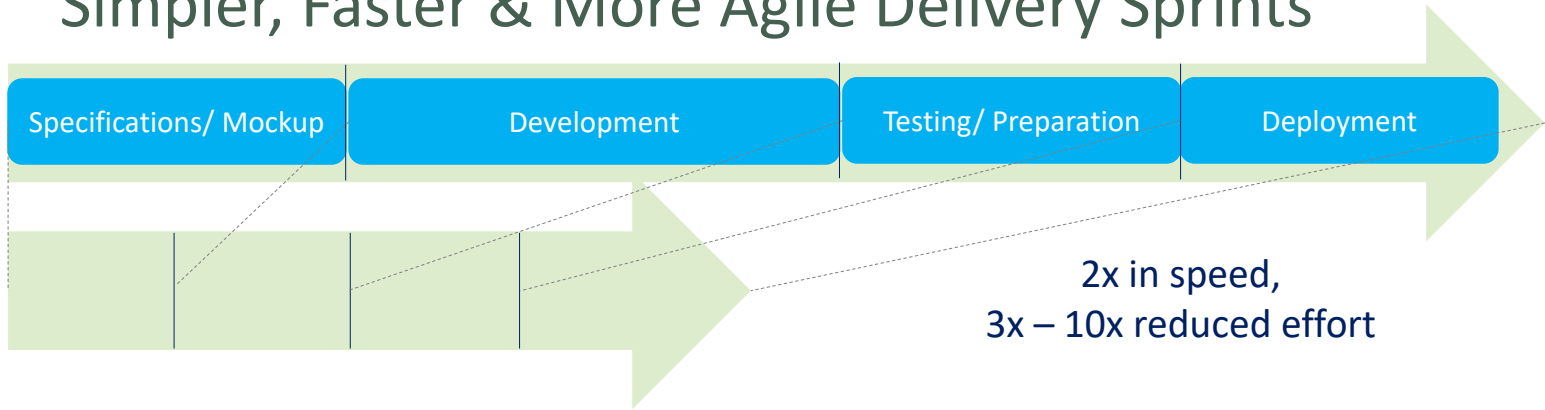 Simpler, Faster & More Agile Delivery Sprints
Specifications/ Mockup
Development
Testing/ Preparation
Deployment
2x in speed,
3x – 10x reduced effort